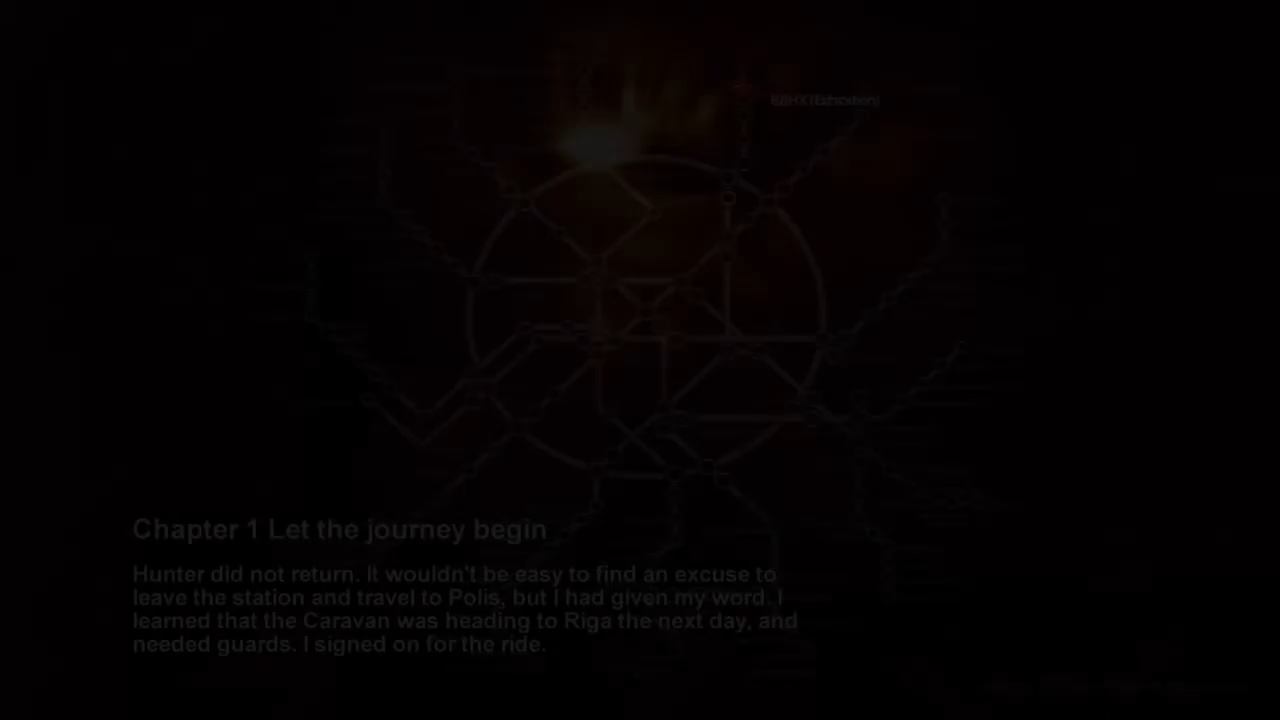 Chapter 1 Let the journey begin
Hunter did not return. It wouldn't be easy to find an excuse to
leave the station and travel to Polis, but I had given my word. I
learned that the Caravan was heading to Riga the next day, and
needed guards. I signed on for the ride.